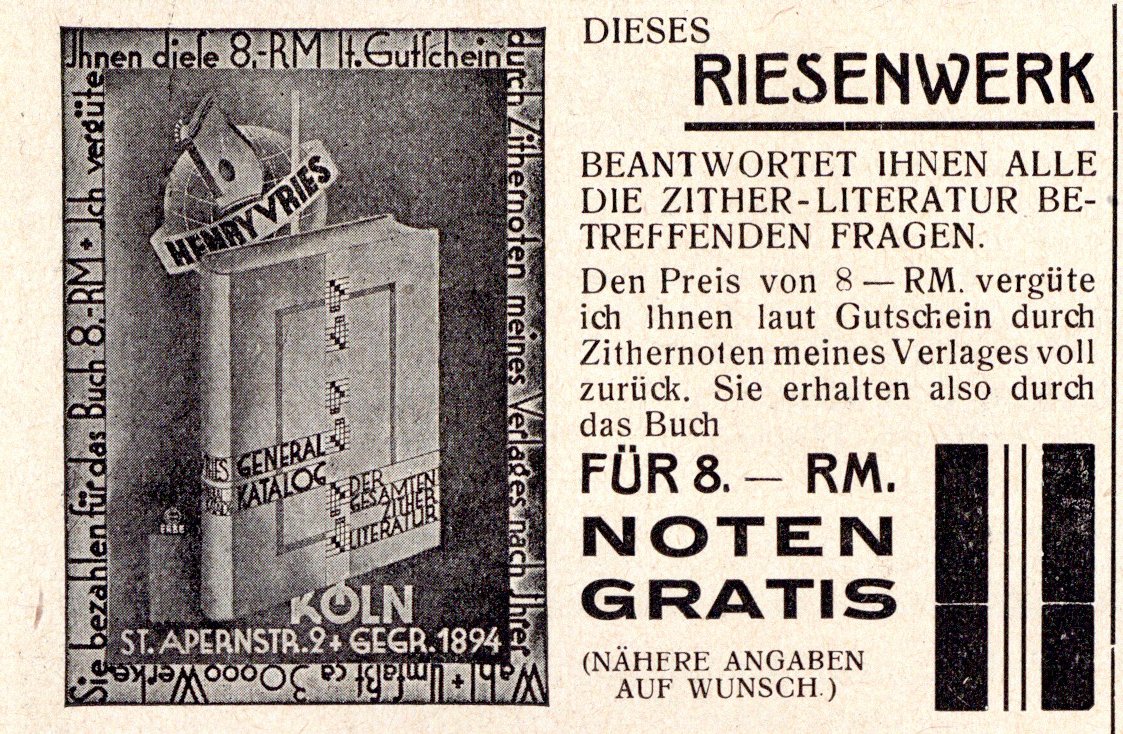 Sie bezahlen für das Buch 8.-RM + Ich vergüte
Ihnen dieſe 8,-RM lt. Gutſchein
durch Zithernoten meines Verlages nach Ihrer
Wahl + Umfaßt ca 30000 Werke
HENRY VRIES
GENERAL
KATALOG
DER
GESAMTEN
ZITHER
LITERATUR
KÖLN
ST. APERNSTR. 2 + GEGR. 1894
DIESES
RIESENWERK
BEANTWORTET IHNEN ALLE
DIE ZITHER-LITERATUR BE-
TREFFENDEN FRAGEN.
Den Preis von 8 — RM. vergüte
ich Ihnen laut Gutschein durch
Zithernoten meines Verlages voll
zurück. Sie erhalten also durch
das Buch
FÜR 8. — RM.
NOTEN
GRATIS
(NÄHERE ANGABEN
AUF WUNSCH.)